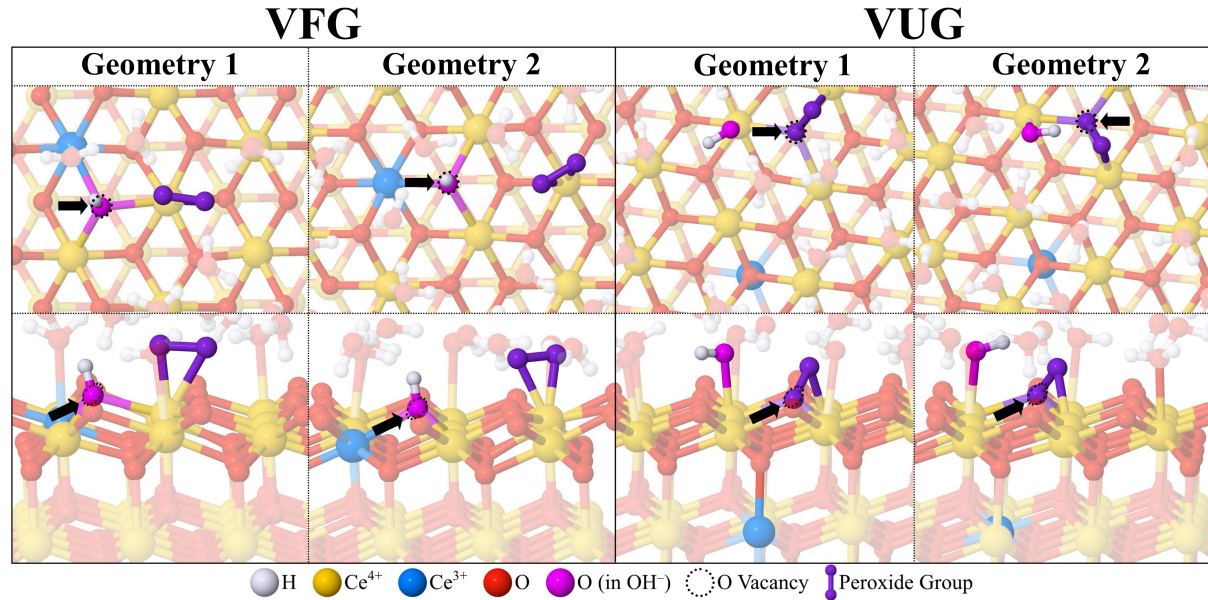 VFG
VUG
Geometry 1
Geometry 2
Geometry 1
Geometry 2
H
Ce⁴⁺
Ce³⁺
O
O (in OH⁻)
O Vacancy
Peroxide Group